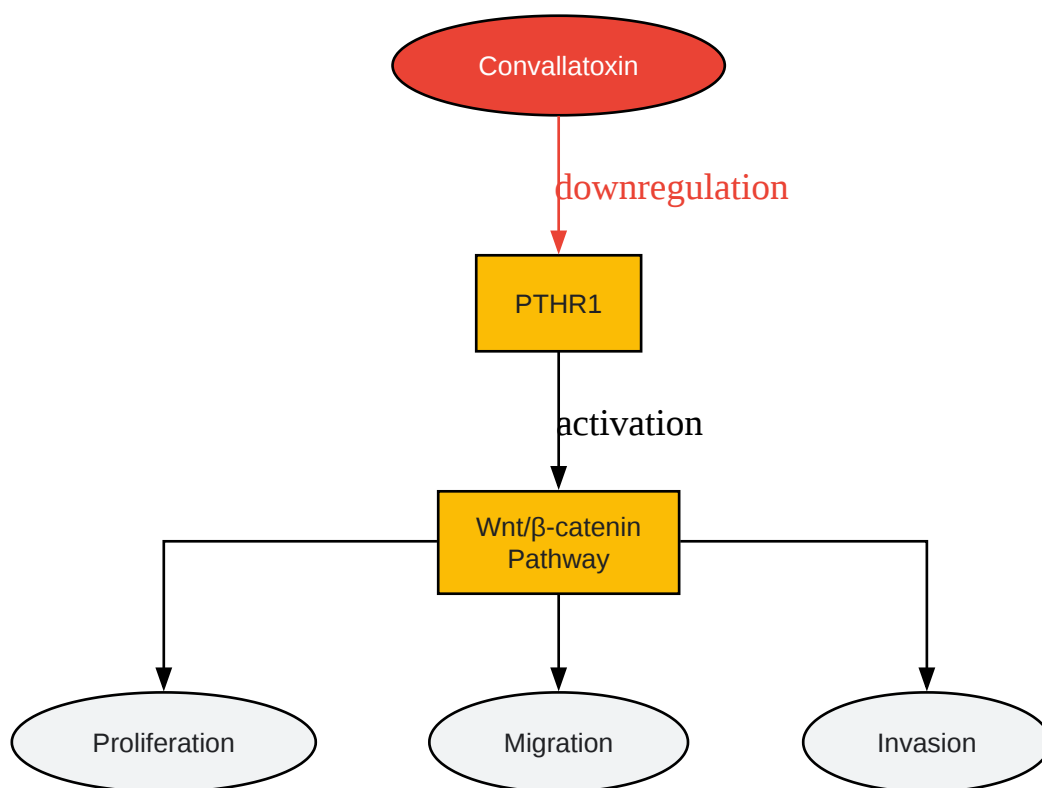 Convallatoxin
downregulation
PTHR1
activation
Wnt/β-catenin
Pathway
Proliferation
Migration
Invasion